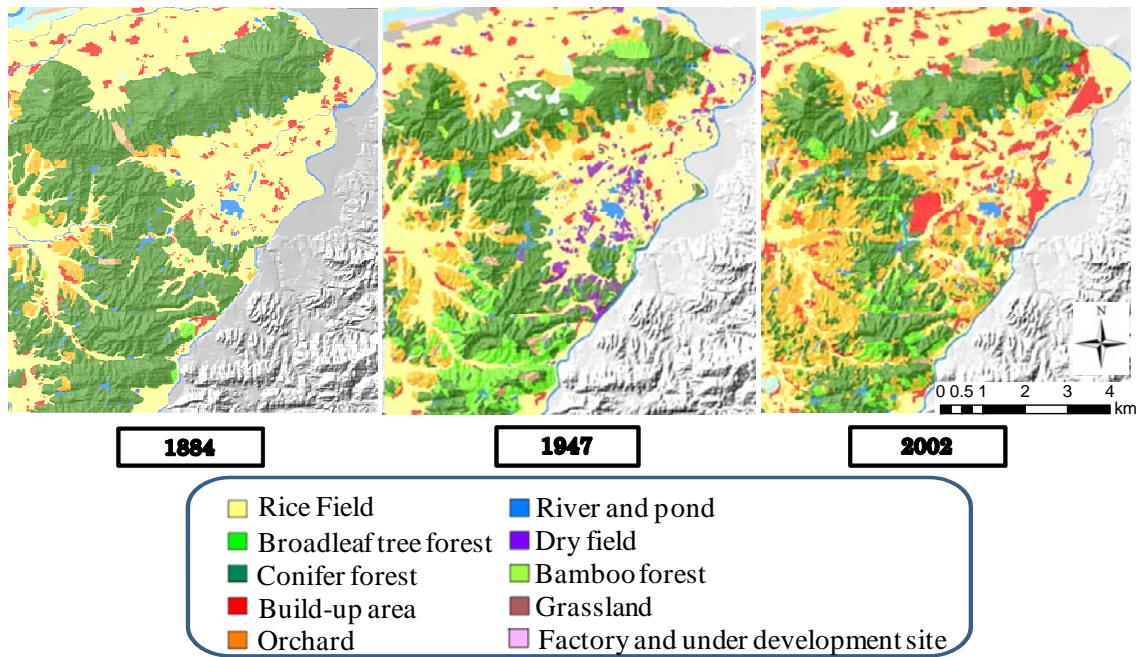 N
0 0.5 1 2 3 4
km
1884
1947
2002
Rice Field
Broadleaf tree forest
Conifer forest
Build-up area
Orchard
River and pond
Dry field
Bamboo forest
Grassland
Factory and under development site